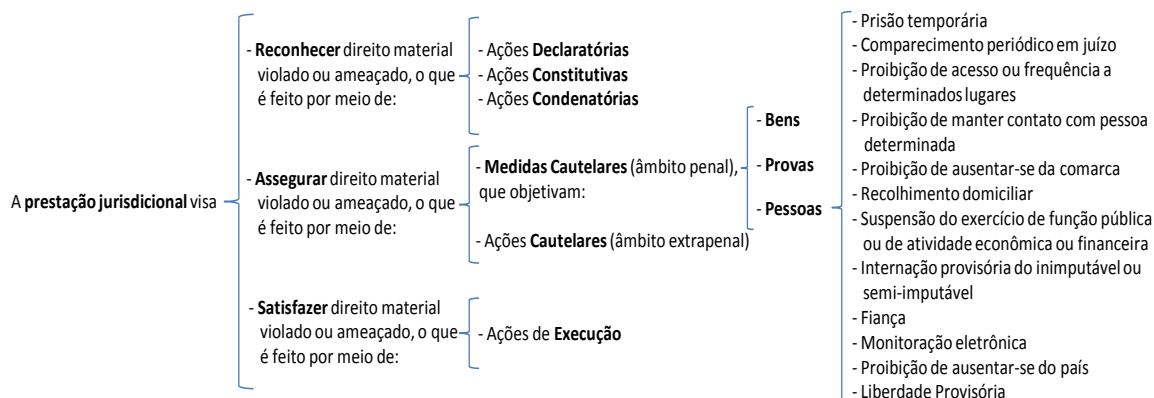 A prestação jurisdicional visa
- Reconhecer direito material
violado ou ameaçado, o que
é feito por meio de:
- Ações Declaratórias
- Ações Constitutivas
- Ações Condenatórias
- Assegurar direito material
violado ou ameaçado, o que
é feito por meio de:
- Medidas Cautelares (âmbito penal),
que objetivam:
- Ações Cautelares (âmbito extrapenal)
- Bens
- Provas
- Pessoas
- Prisão temporária
- Comparecimento periódico em juízo
- Proibição de acesso ou frequência a
determinados lugares
- Proibição de manter contato com pessoa
determinada
- Proibição de ausentar-se da comarca
- Recolhimento domiciliar
- Suspensão do exercício de função pública
ou de atividade econômica ou financeira
- Internação provisória do inimputável ou
semi-imputável
- Fiança
- Monitoração eletrônica
- Proibição de ausentar-se do país
- Liberdade Provisória
- Satisfazer direito material
violado ou ameaçado, o que
é feito por meio de:
- Ações de Execução